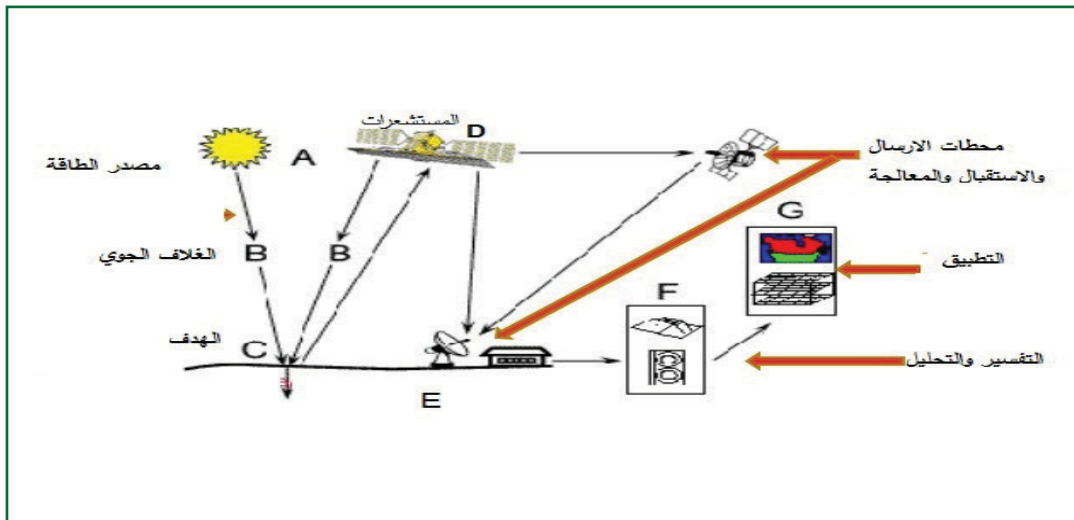 المستشعرات
D
A
مصدر الطاقة
محطات الارسال
والاستقبال والمعالجة
G
B
B
الغلاف الجوي
التطبيق
F
الهدف
C
التفسير والتحليل
E